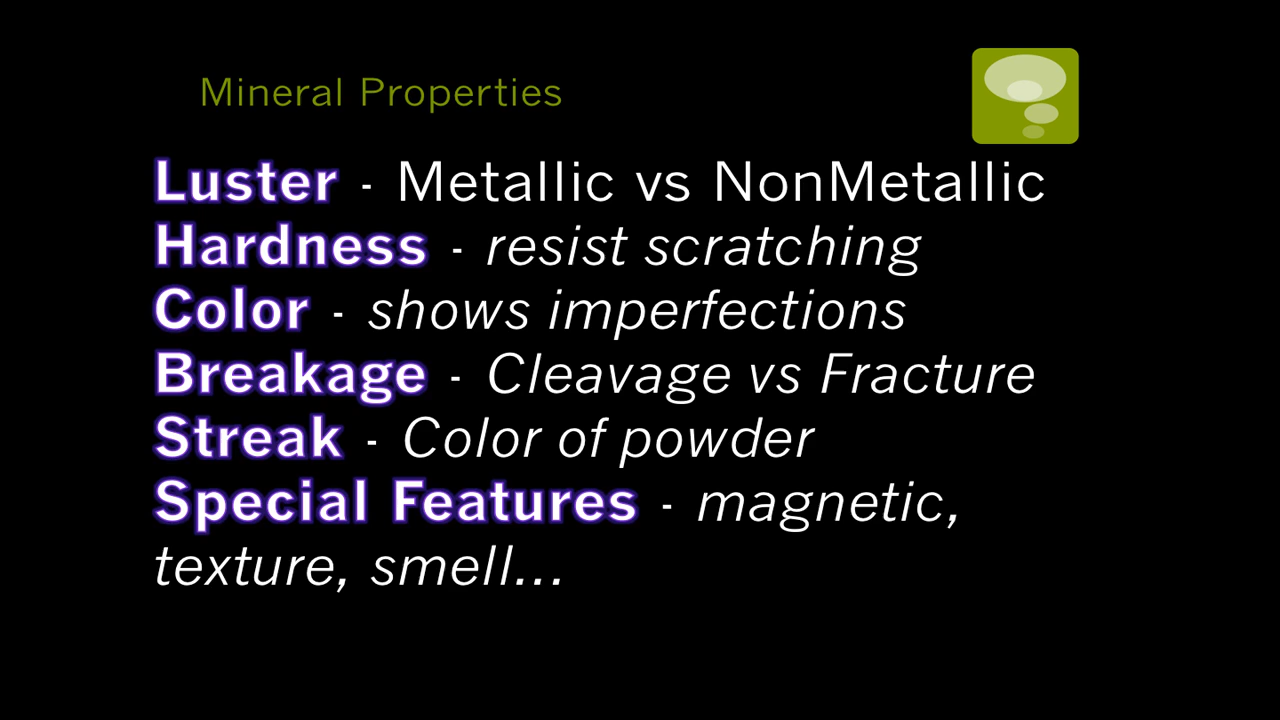 Mineral Properties
Luster - Metallic vs NonMetallic
Hardness - resist scratching
Color - shows imperfections
Breakage - Cleavage vs Fracture
Streak - Color of powder
Special Features - magnetic,
texture, smell...